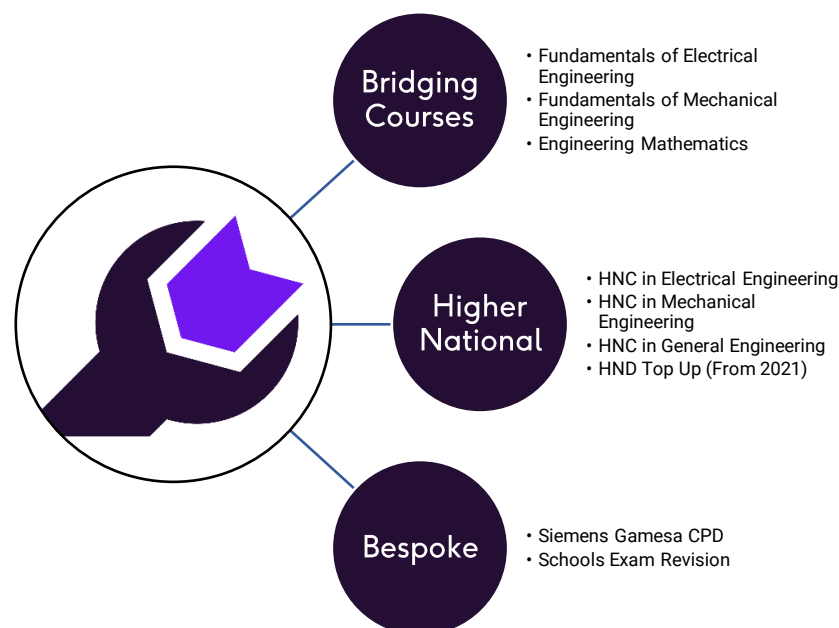 Bridging
Courses
• Fundamentals of Electrical
Engineering
• Fundamentals of Mechanical
Engineering
• Engineering Mathematics
Higher
National
• HNC in Electrical Engineering
• HNC in Mechanical
Engineering
• HNC in General Engineering
• HND Top Up (From 2021)
Bespoke
• Siemens Gamesa CPD
• Schools Exam Revision